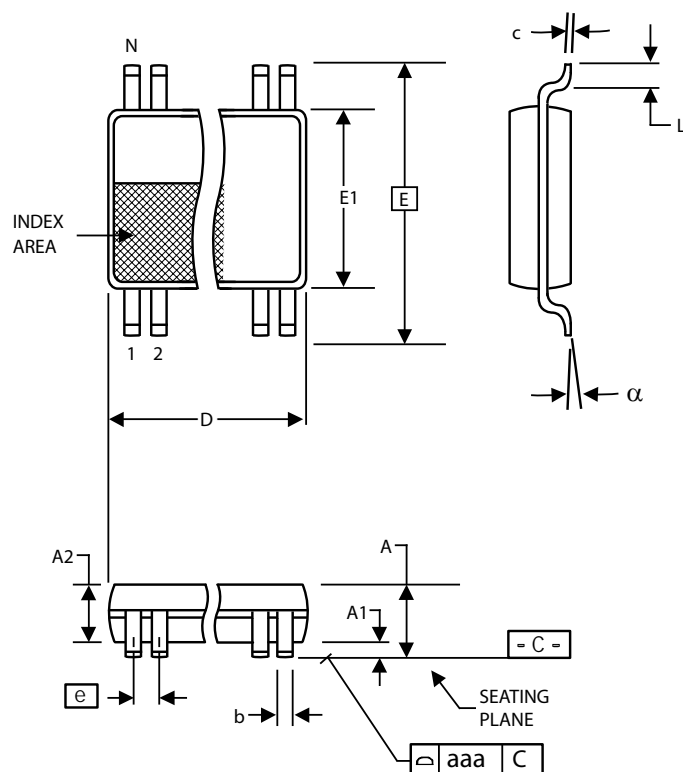 N
c
L
E1
E
INDEX
AREA
1 2
α
D
A2
A
A1
- C -
e
b
SEATING
PLANE
aaa C